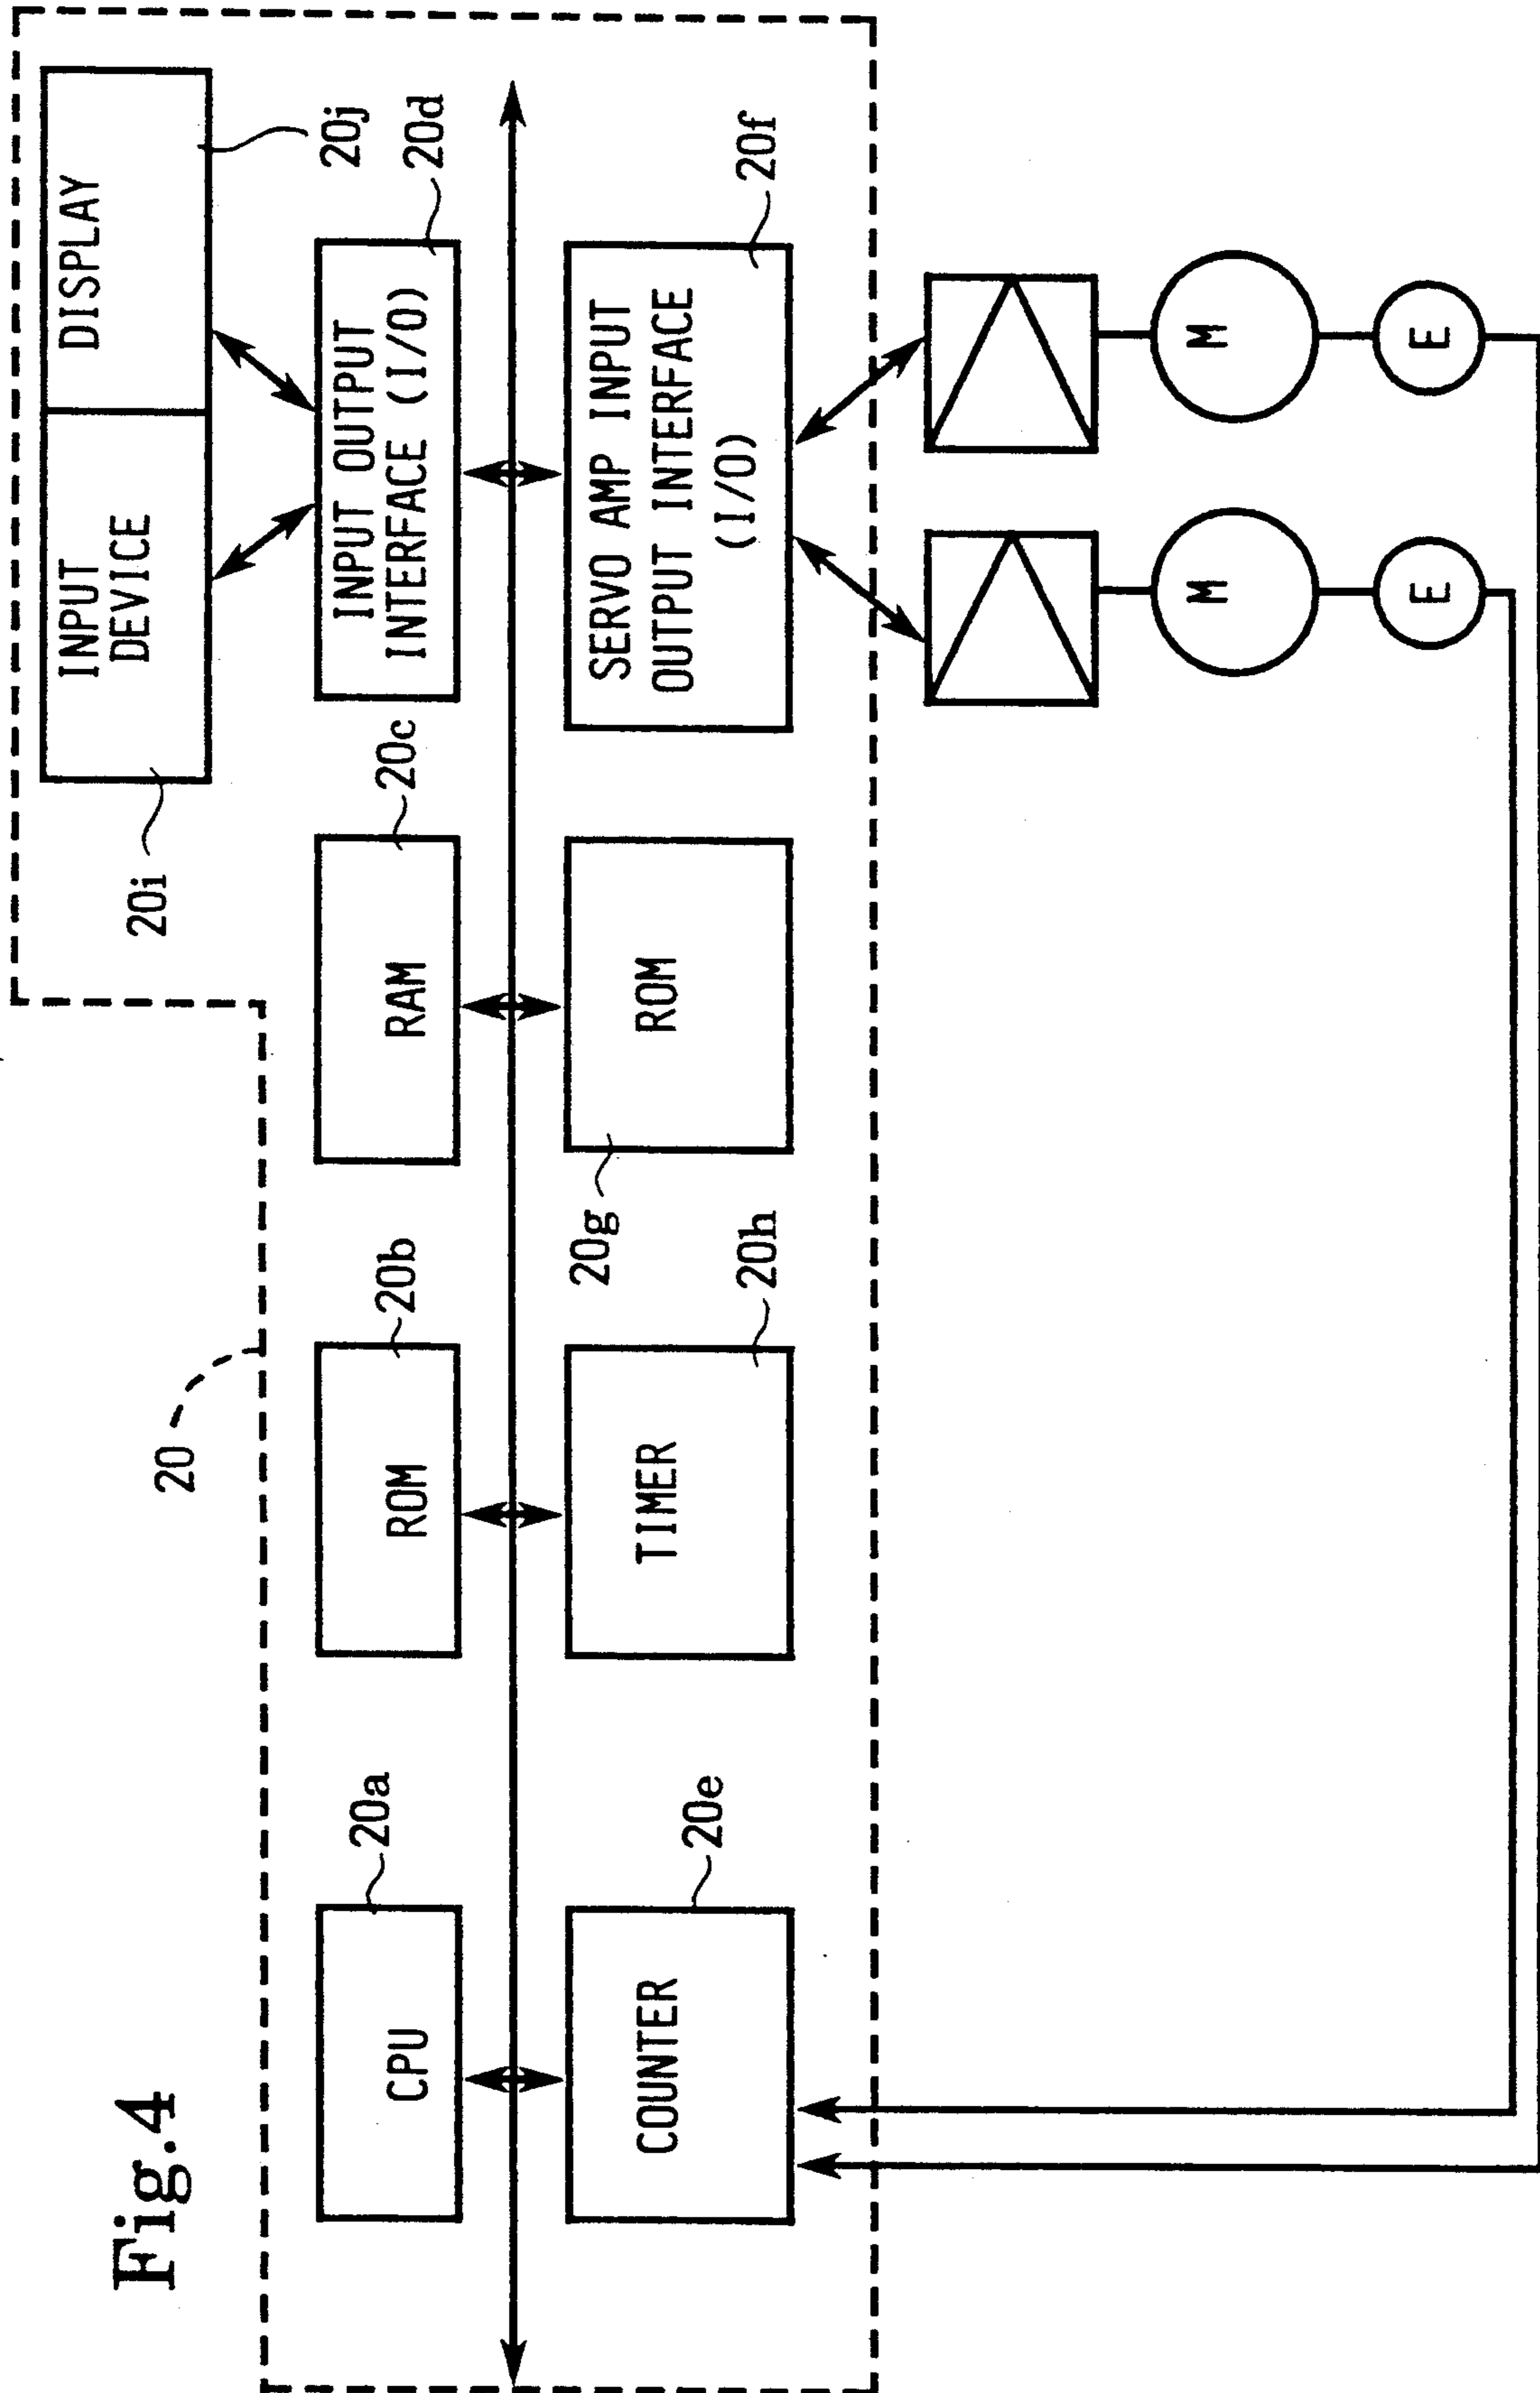 Fig.4
20
20i
INPUT
DEVICE
DISPLAY
20j
CPU
20a
ROM
20b
RAM
20c
INPUT OUTPUT
INTERFACE (I/O)
20d
COUNTER
20e
TIMER
20h
20g
ROM
SERVO AMP INPUT
OUTPUT INTERFACE
(I/O)
20f
M
M
E
E